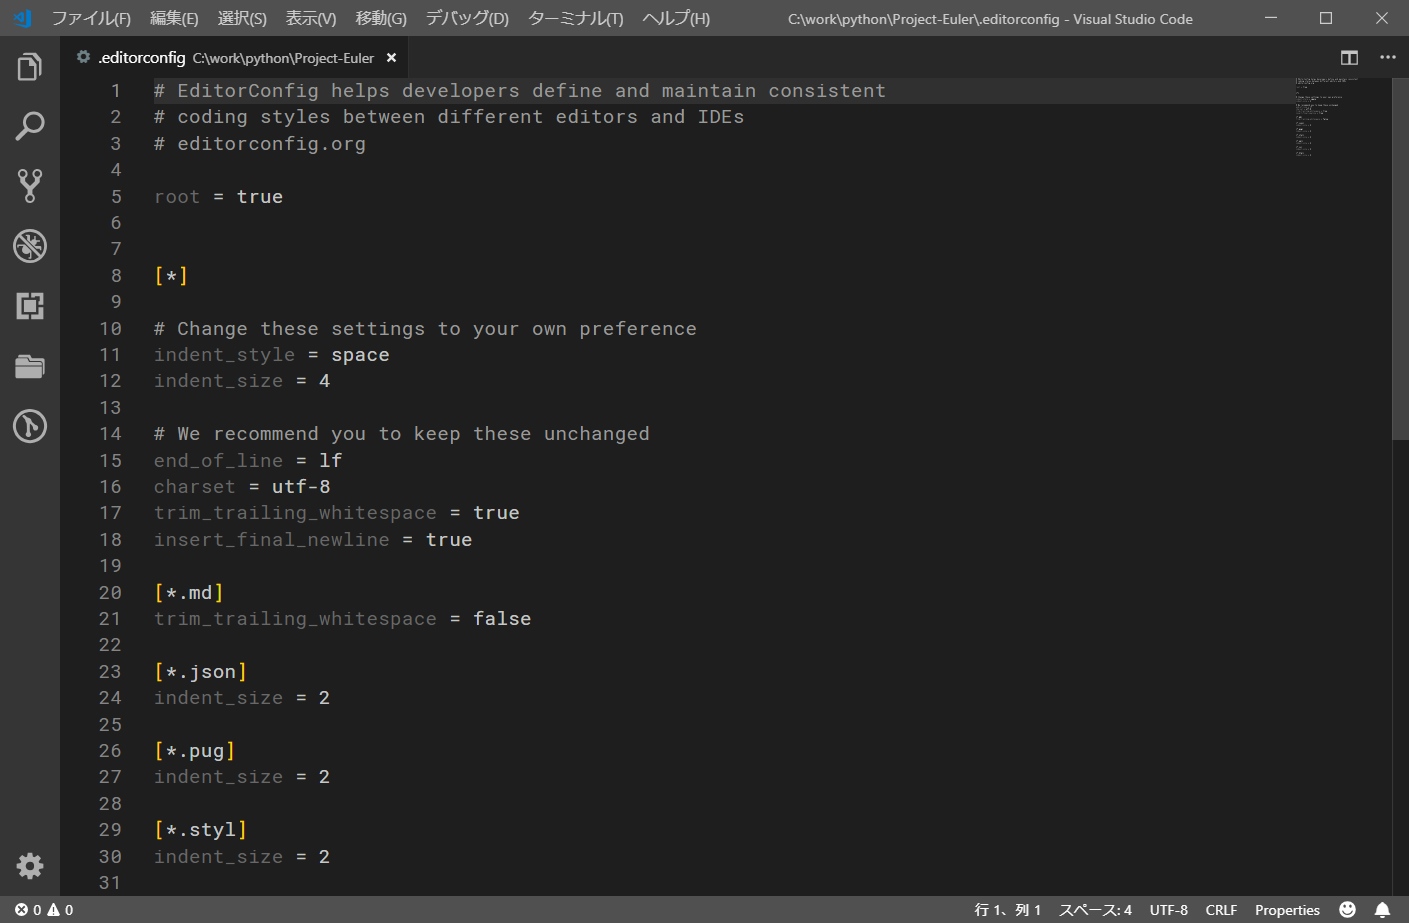 ファイル(F) 編集(E) 選択(S) 表示(V) 移動(G) デバッグ(D) ターミナル(T) ヘルプ(H) C:\work\python\Project-Euler\.editorconfig - Visual Studio Code
.editorconfig C:\work\python\Project-Euler
1 # EditorConfig helps developers define and maintain consistent
2 # coding styles between different editors and IDEs
3 # editorconfig.org
4
5 root = true
6
7
8 [*]
9
10 # Change these settings to your own preference
11 indent_style = space
12 indent_size = 4
13
14 # We recommend you to keep these unchanged
15 end_of_line = lf
16 charset = utf-8
17 trim_trailing_whitespace = true
18 insert_final_newline = true
19
20 [*.md]
21 trim_trailing_whitespace = false
22
23 [*.json]
24 indent_size = 2
25
26 [*.pug]
27 indent_size = 2
28
29 [*.styl]
30 indent_size = 2
31
0 0 行 1、列 1 スペース: 4 UTF-8 CRLF Properties